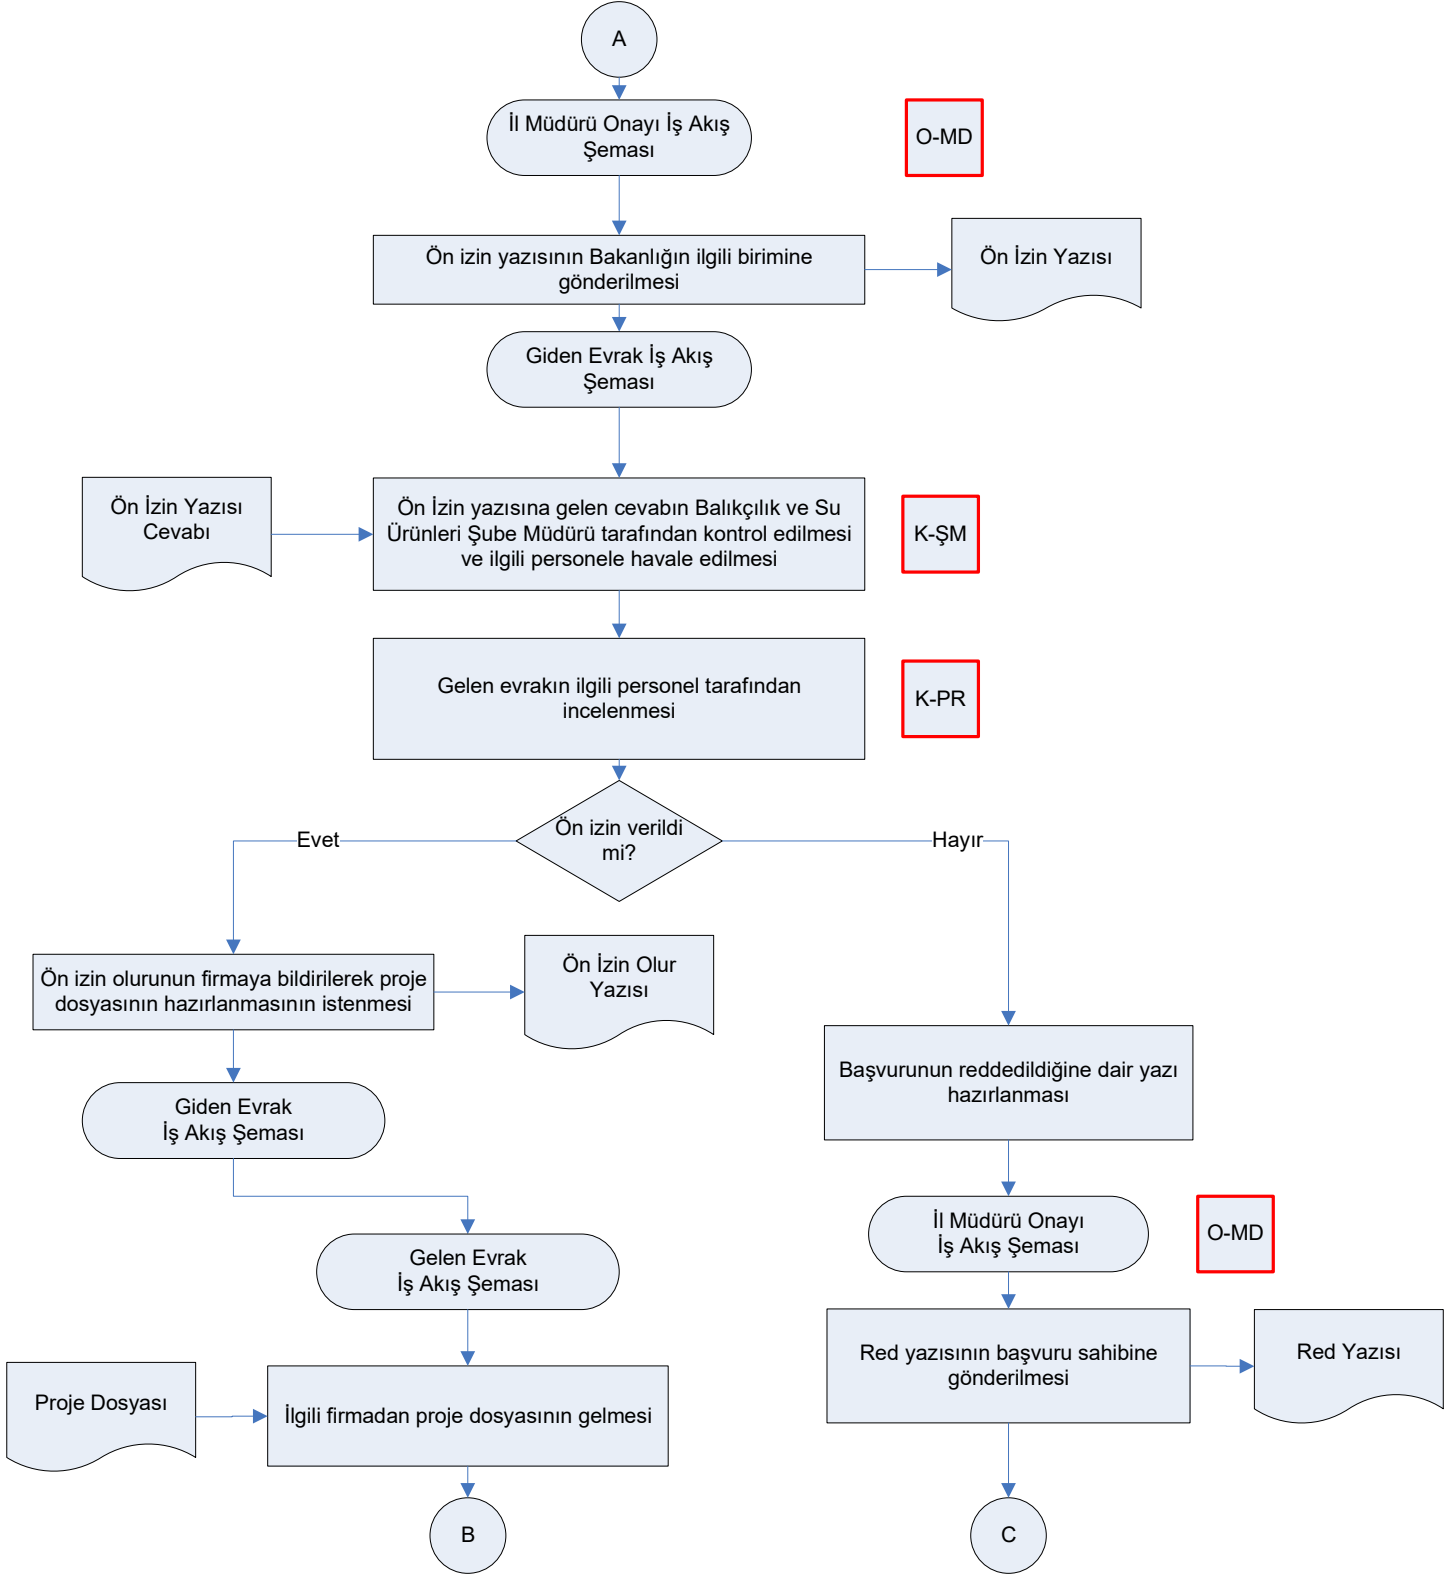 A
İl Müdürü Onayı İş Akış
Şeması
O-MD
Ön izin yazısının Bakanlığın ilgili birimine
gönderilmesi
Ön İzin Yazısı
Giden Evrak İş Akış
Şeması
Ön İzin Yazısı
Cevabı
Ön İzin yazısına gelen cevabın Balıkçılık ve Su
Ürünleri Şube Müdürü tarafından kontrol edilmesi
ve ilgili personele havale edilmesi
K-ŞM
Gelen evrakın ilgili personel tarafından
incelenmesi
K-PR
Ön izin verildi
mi?
Evet
Hayır
Ön izin olurunun firmaya bildirilerek proje
dosyasının hazırlanmasının istenmesi
Ön İzin Olur
Yazısı
Başvurunun reddedildiğine dair yazı
hazırlanması
Giden Evrak
İş Akış Şeması
İl Müdürü Onayı
İş Akış Şeması
O-MD
Gelen Evrak
İş Akış Şeması
Red yazısının başvuru sahibine
gönderilmesi
Red Yazısı
Proje Dosyası
İlgili firmadan proje dosyasının gelmesi
B
C